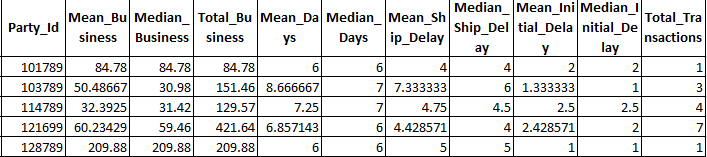 Party_Id Mean_Business Median_Business Total_Business Mean_Days Median_Days Mean_Ship_Delay Median_Ship_Delay Mean_Initial_Delay Median_Initial_Delay Total_Transactions
101789 84.78 84.78 84.78 6 6 4 4 2 2 1
103789 50.48667 30.98 151.46 8.666667 7 7.333333 6 1.333333 1 3
114789 32.3925 31.42 129.57 7.25 7 4.75 4.5 2.5 2.5 4
121699 60.23429 59.46 421.64 6.857143 6 4.428571 4 2.428571 2 7
128789 209.88 209.88 209.88 6 6 5 5 1 1 1